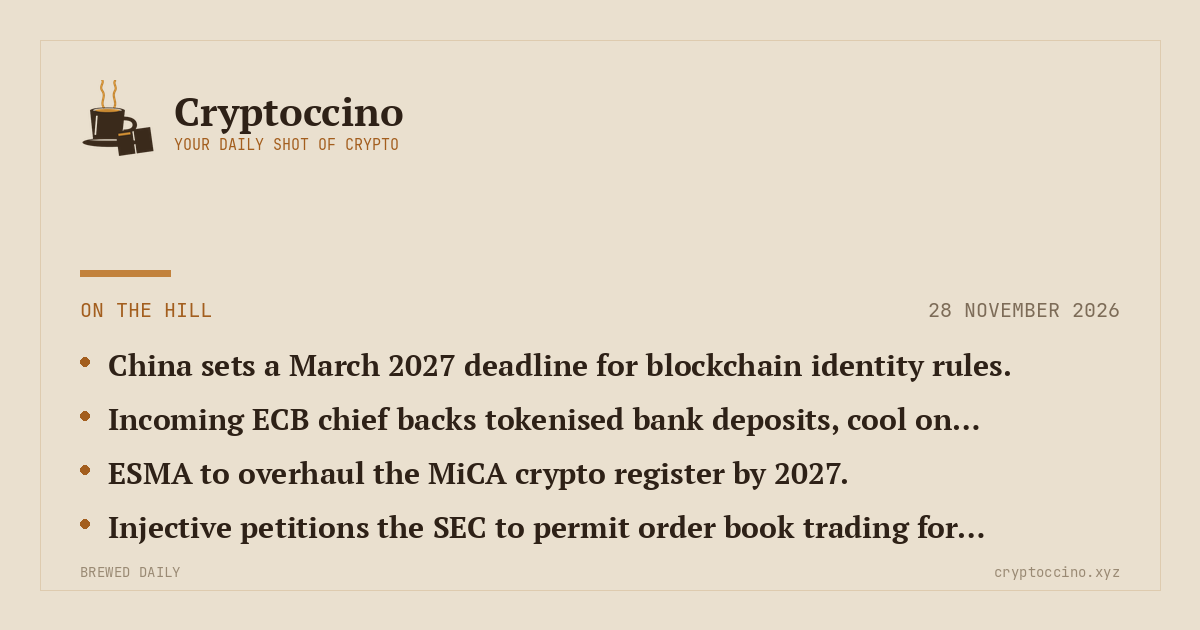 Cryptoccino
YOUR DAILY SHOT OF CRYPTO
ON THE HILL
28 NOVEMBER 2026
China sets a March 2027 deadline for blockchain identity rules.
Incoming ECB chief backs tokenised bank deposits, cool on…
ESMA to overhaul the MiCA crypto register by 2027.
Injective petitions the SEC to permit order book trading for…
BREWED DAILY
cryptoccino.xyz